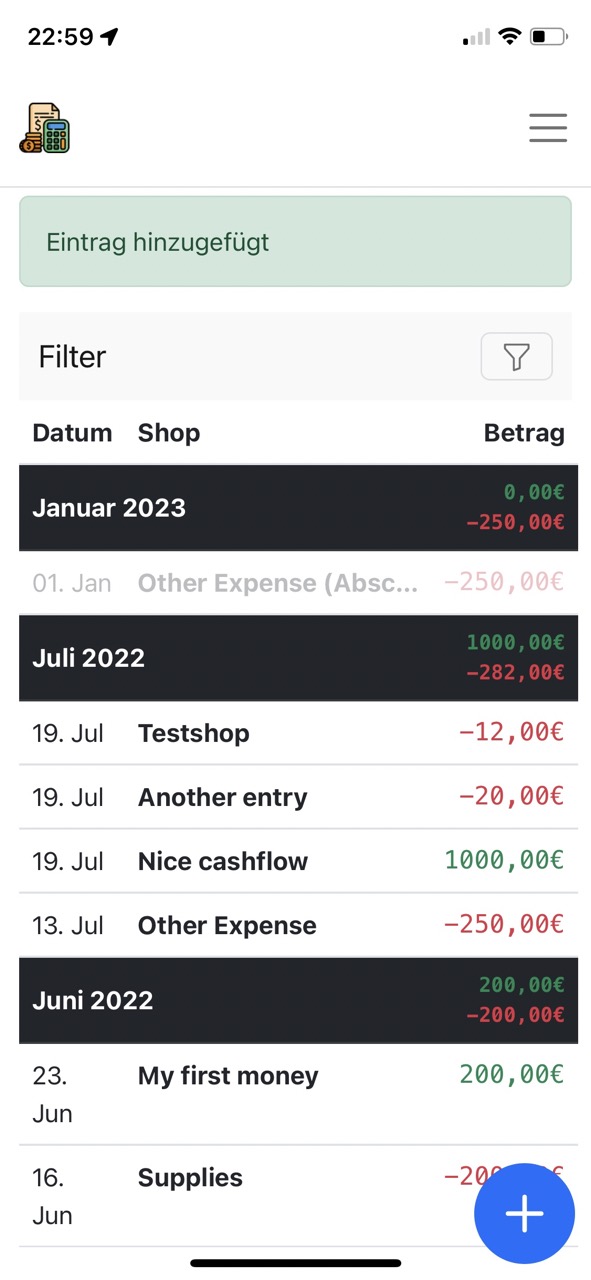 22:59
Eintrag hinzugefügt
Filter
Datum Shop Betrag
Januar 2023 0,00€
−250,00€
01. Jan Other Expense (Absc... −250,00€
Juli 2022 1000,00€
−282,00€
19. Jul Testshop −12,00€
19. Jul Another entry −20,00€
19. Jul Nice cashflow 1000,00€
13. Jul Other Expense −250,00€
Juni 2022 200,00€
−200,00€
23. Jun My first money 200,00€
16. Jun Supplies